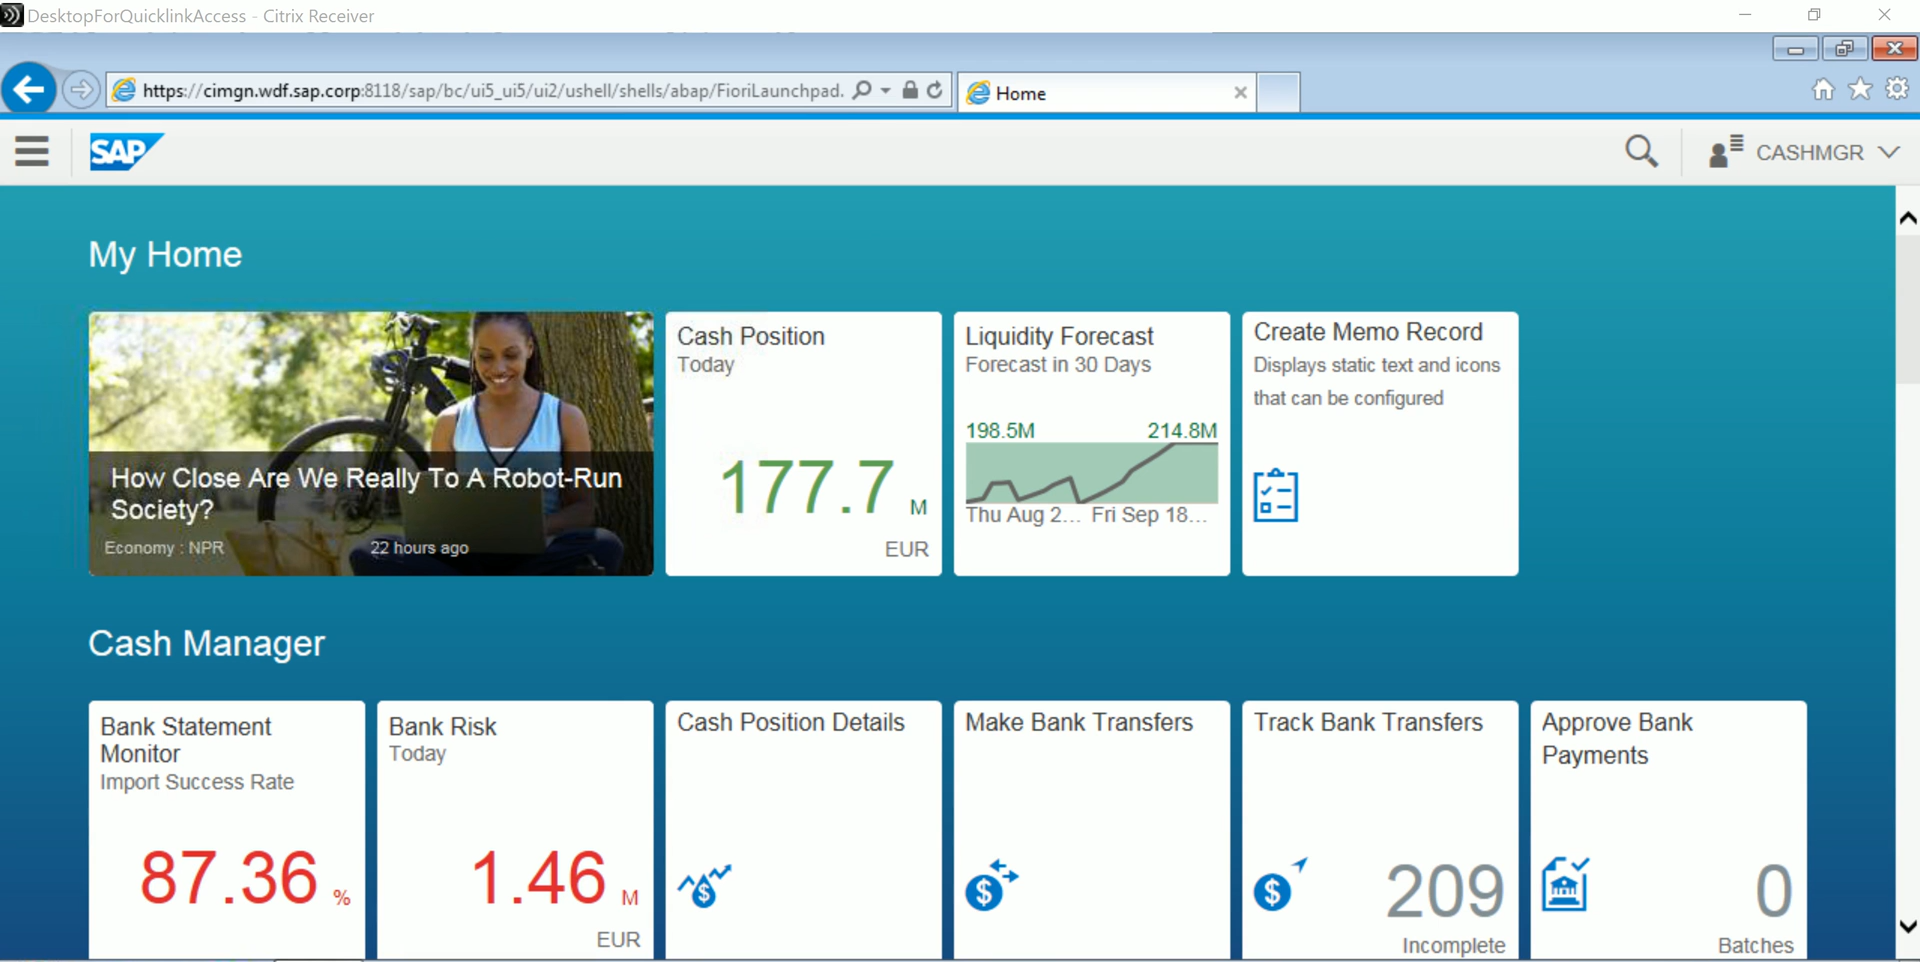 DesktopForQuicklinkAccess - Citrix Receiver
https://cimgn.wdf.sap.corp:8118/sap/bc/ui5_ui5/ui2/ushell/shells/abap/FioriLaunchpad.
Home
SAP
CASHMGR
My Home
How Close Are We Really To A Robot-Run
Society?
Economy : NPR
22 hours ago
Cash Position
Today
177.7 M
EUR
Liquidity Forecast
Forecast in 30 Days
198.5M
214.8M
Thu Aug 2...
Fri Sep 18...
Create Memo Record
Displays static text and icons
that can be configured
Cash Manager
Bank Statement
Monitor
Import Success Rate
87.36 %
Bank Risk
Today
1.46 M
EUR
Cash Position Details
Make Bank Transfers
Track Bank Transfers
209
Incomplete
Approve Bank
Payments
0
Batches